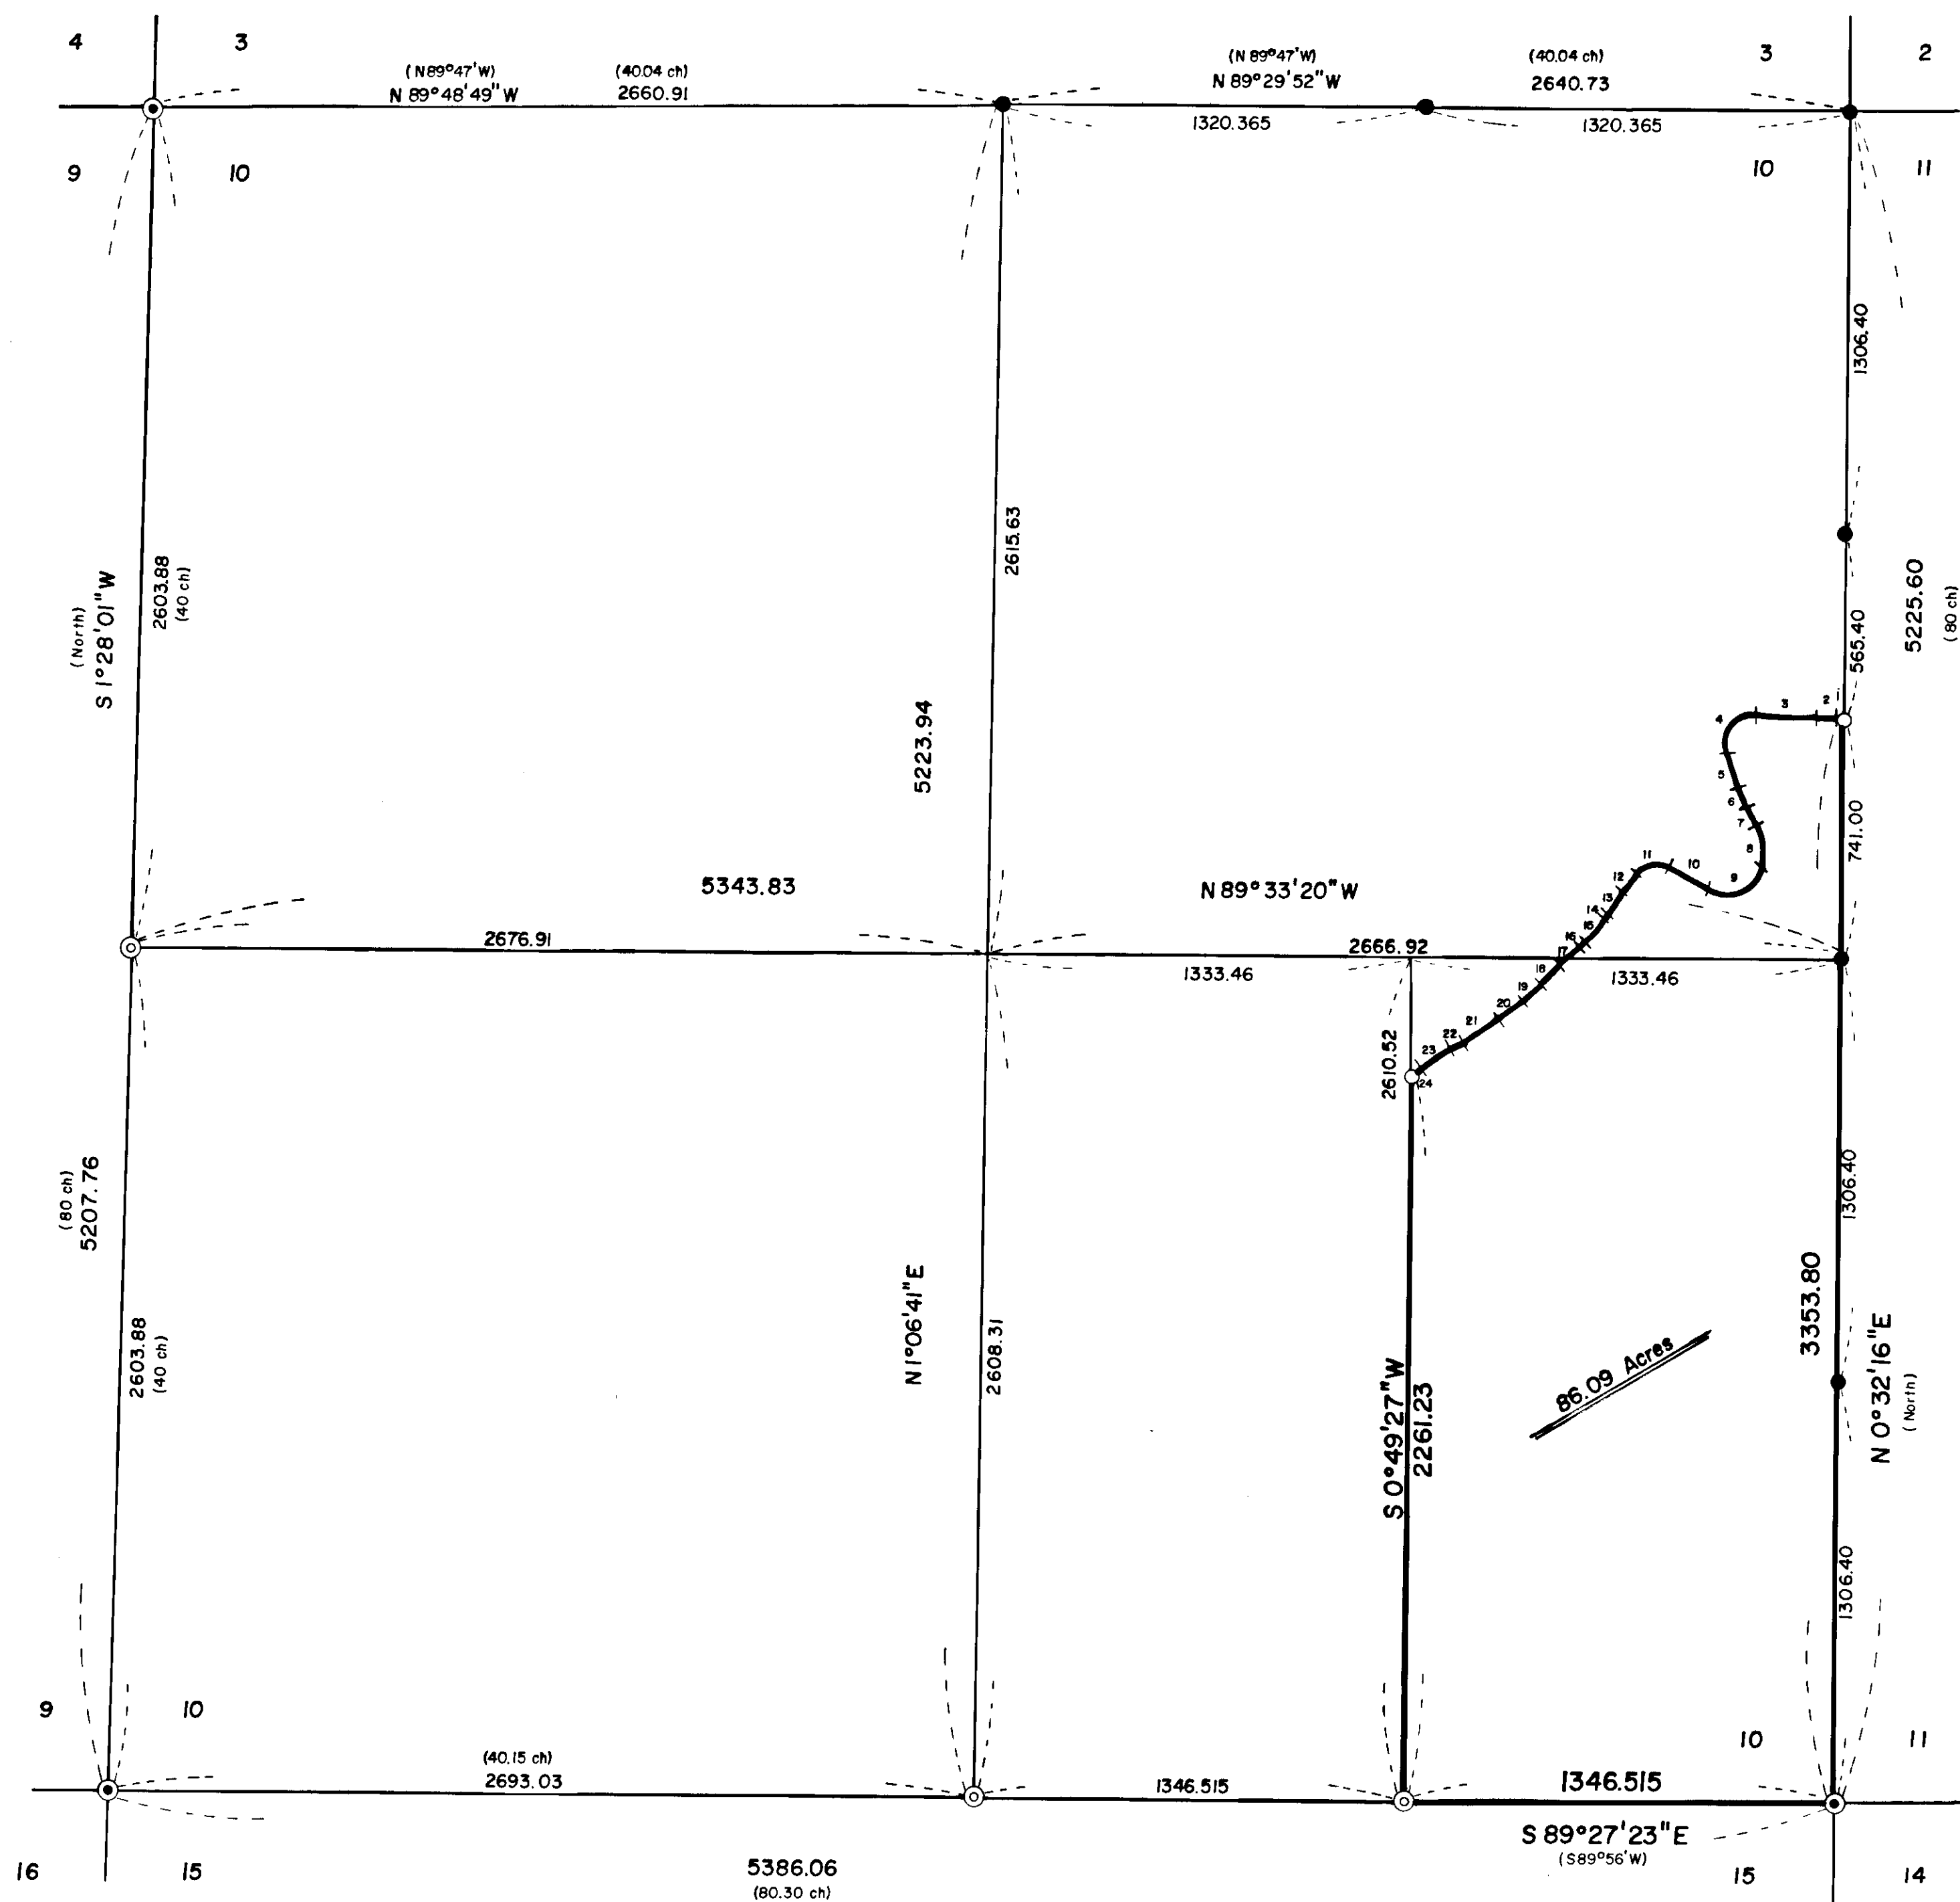 4 3
(N89°47'W) (40.04 ch)
N 89°48'49" W 2660.91
(N 89°47'W) (40.04 ch)
N 89°29'52" W 2640.73
3 2
1320.365 1320.365
9 10
10 11
1306.40
2615.63
(North)
S 1°28'01" W
2603.88
(40 ch)
5225.60
(80 ch)
565.40
1
2
3
4
5
6
7
8
9
10
11
12
13
14
15
16
17
18
19
20
21
22
23
24
741.00
5223.94
5343.83
N 89°33'20" W
2676.91
2666.92
1333.46 1333.46
2610.52
(80 ch)
5207.76
1306.40
3353.80
N 1°06'41" E
2603.88
(40 ch)
2608.31
S 0°49'27" W
2261.23
86.09 Acres
N 0°32'16" E
(North)
1306.40
9 10
10 11
(40.15 ch)
2693.03
1346.515
1346.515
S 89°27'23" E
(S89°56'W)
16 15
5386.06
(80.30 ch)
15 14